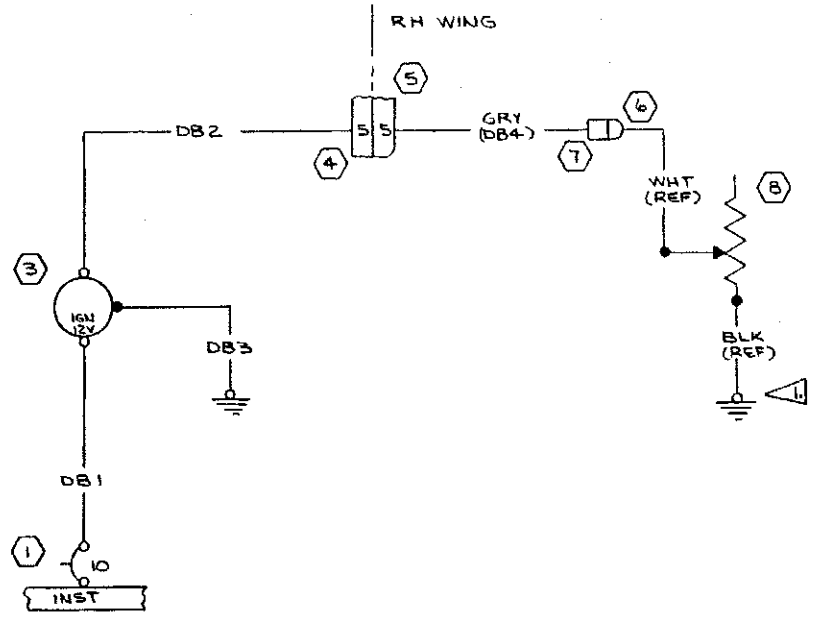 RH WING
5
DB2
5 5
GRY
(DB4)
6
4
7
WHT
(REF)
8
3
IGN
12V
DB3
BLK
(REF)
1.
DB1
1
10
INST